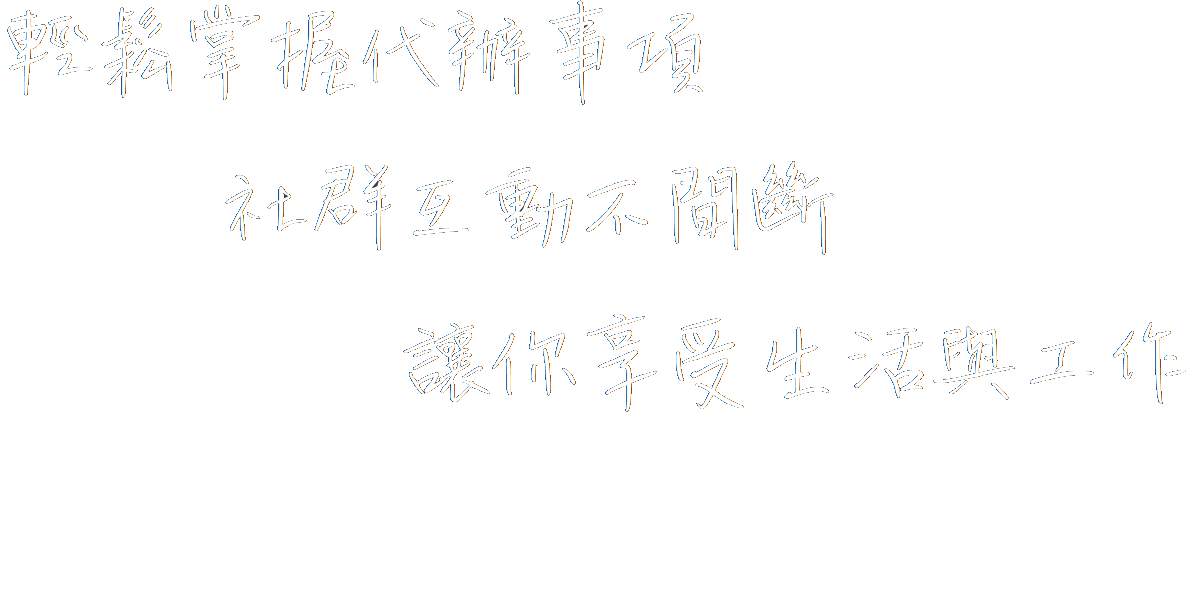 輕鬆掌握代辦事項
社群互動不間斷
讓你享受生活與工作